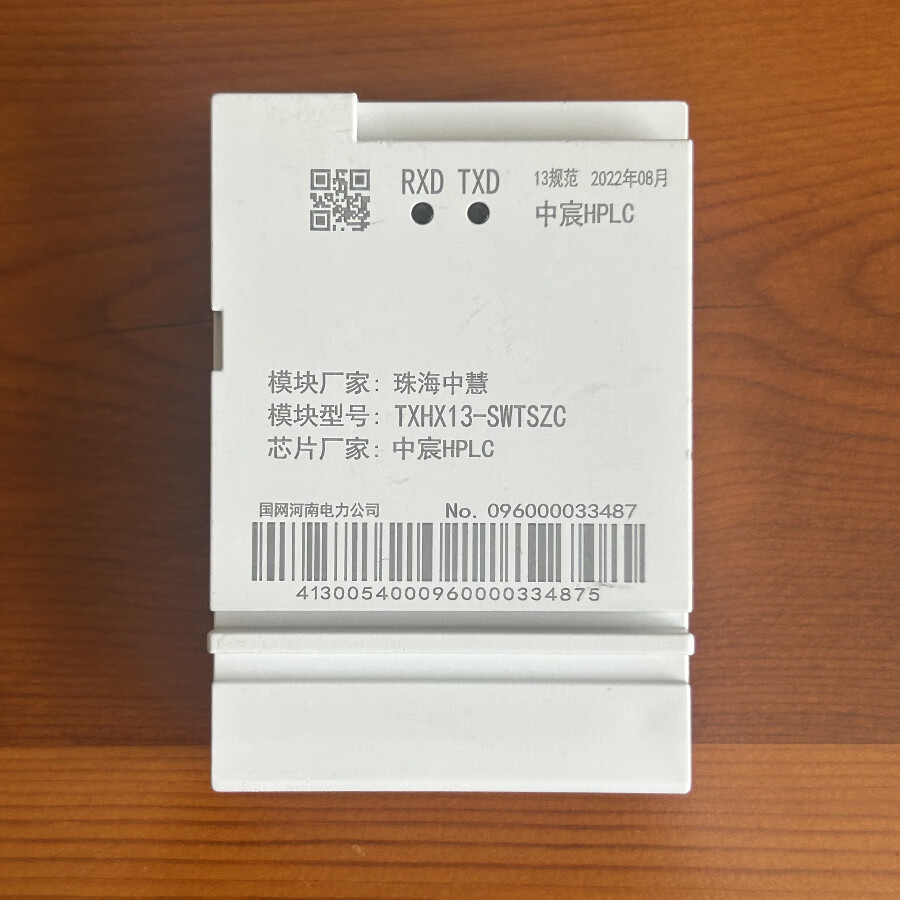 RXD TXD
13规范 2022年08月
中宸HPLC
模块厂家: 珠海中慧
模块型号: TXHX13-SWTSZC
芯片厂家: 中宸HPLC
国网河南电力公司 No. 096000033487
4130054000960000334875